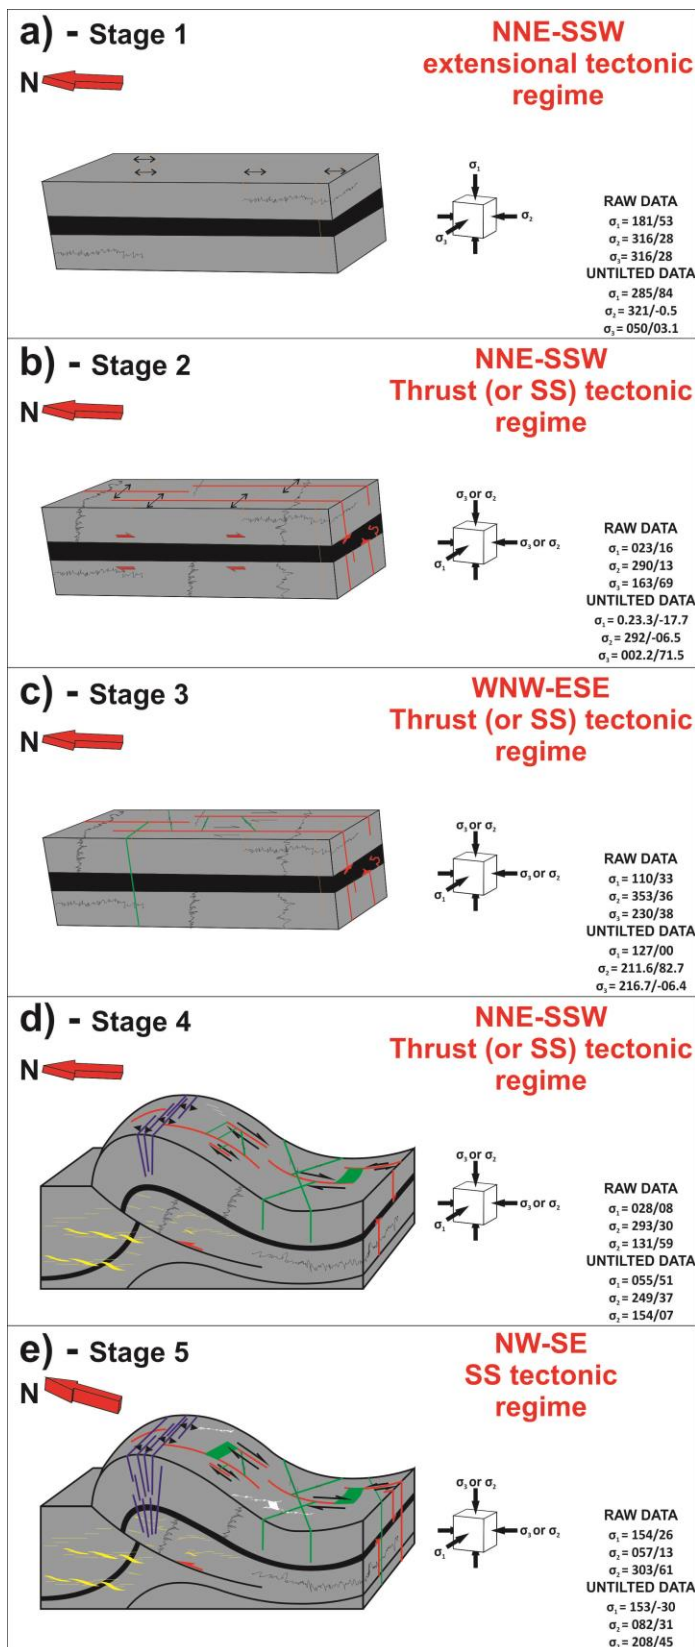 a) - Stage 1
NNE-SSW
extensional tectonic
regime
N
σ₁
σ₂
σ₃
RAW DATA
σ₁ = 181/53
σ₂ = 316/28
σ₃= 316/28
UNTILTED DATA
σ₁ = 285/84
σ₂ = 321/-0.5
σ₃ = 050/03.1
b) - Stage 2
NNE-SSW
Thrust (or SS) tectonic
regime
N
S
σ₃ or σ₂
σ₃ or σ₂
σ₁
RAW DATA
σ₁ = 023/16
σ₂ = 290/13
σ₃ = 163/69
UNTILTED DATA
σ₁ = 0.23.3/-17.7
σ₂ = 292/-06.5
σ₃ = 002.2/71.5
c) - Stage 3
WNW-ESE
Thrust (or SS) tectonic
regime
N
S
σ₃ or σ₂
σ₃ or σ₂
σ₁
RAW DATA
σ₁ = 110/33
σ₂ = 353/36
σ₃ = 230/38
UNTILTED DATA
σ₁ = 127/00
σ₂ = 211.6/82.7
σ₃ = 216.7/-06.4
d) - Stage 4
NNE-SSW
Thrust (or SS) tectonic
regime
N
σ₃ or σ₂
σ₃ or σ₂
σ₁
RAW DATA
σ₁ = 028/08
σ₂ = 293/30
σ₂ = 131/59
UNTILTED DATA
σ₁ = 055/51
σ₂ = 249/37
σ₂ = 154/07
e) - Stage 5
NW-SE
SS tectonic
regime
N
σ₃ or σ₂
σ₃ or σ₂
σ₁
RAW DATA
σ₁ = 154/26
σ₂ = 057/13
σ₂ = 303/61
UNTILTED DATA
σ₁ = 153/-30
σ₂ = 082/31
σ₂ = 208/45